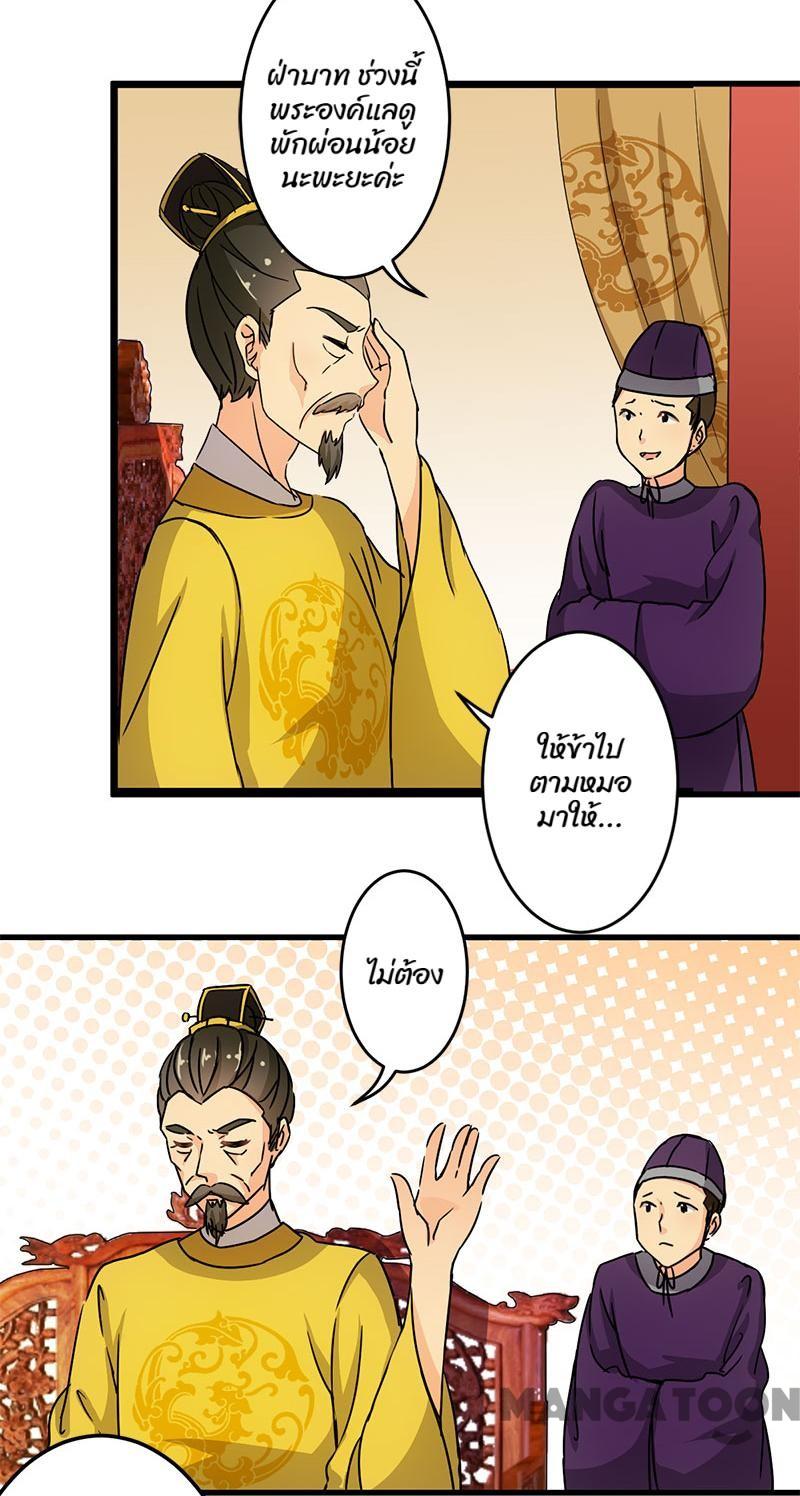 ฝ่าบาท ช่วงนี้
พระองค์แลดู
พักผ่อนน้อย
นะพะยะค่ะ
ให้ข้าไป
ตามหมอ
มาให้...
ไม่ต้อง
MANGATOON